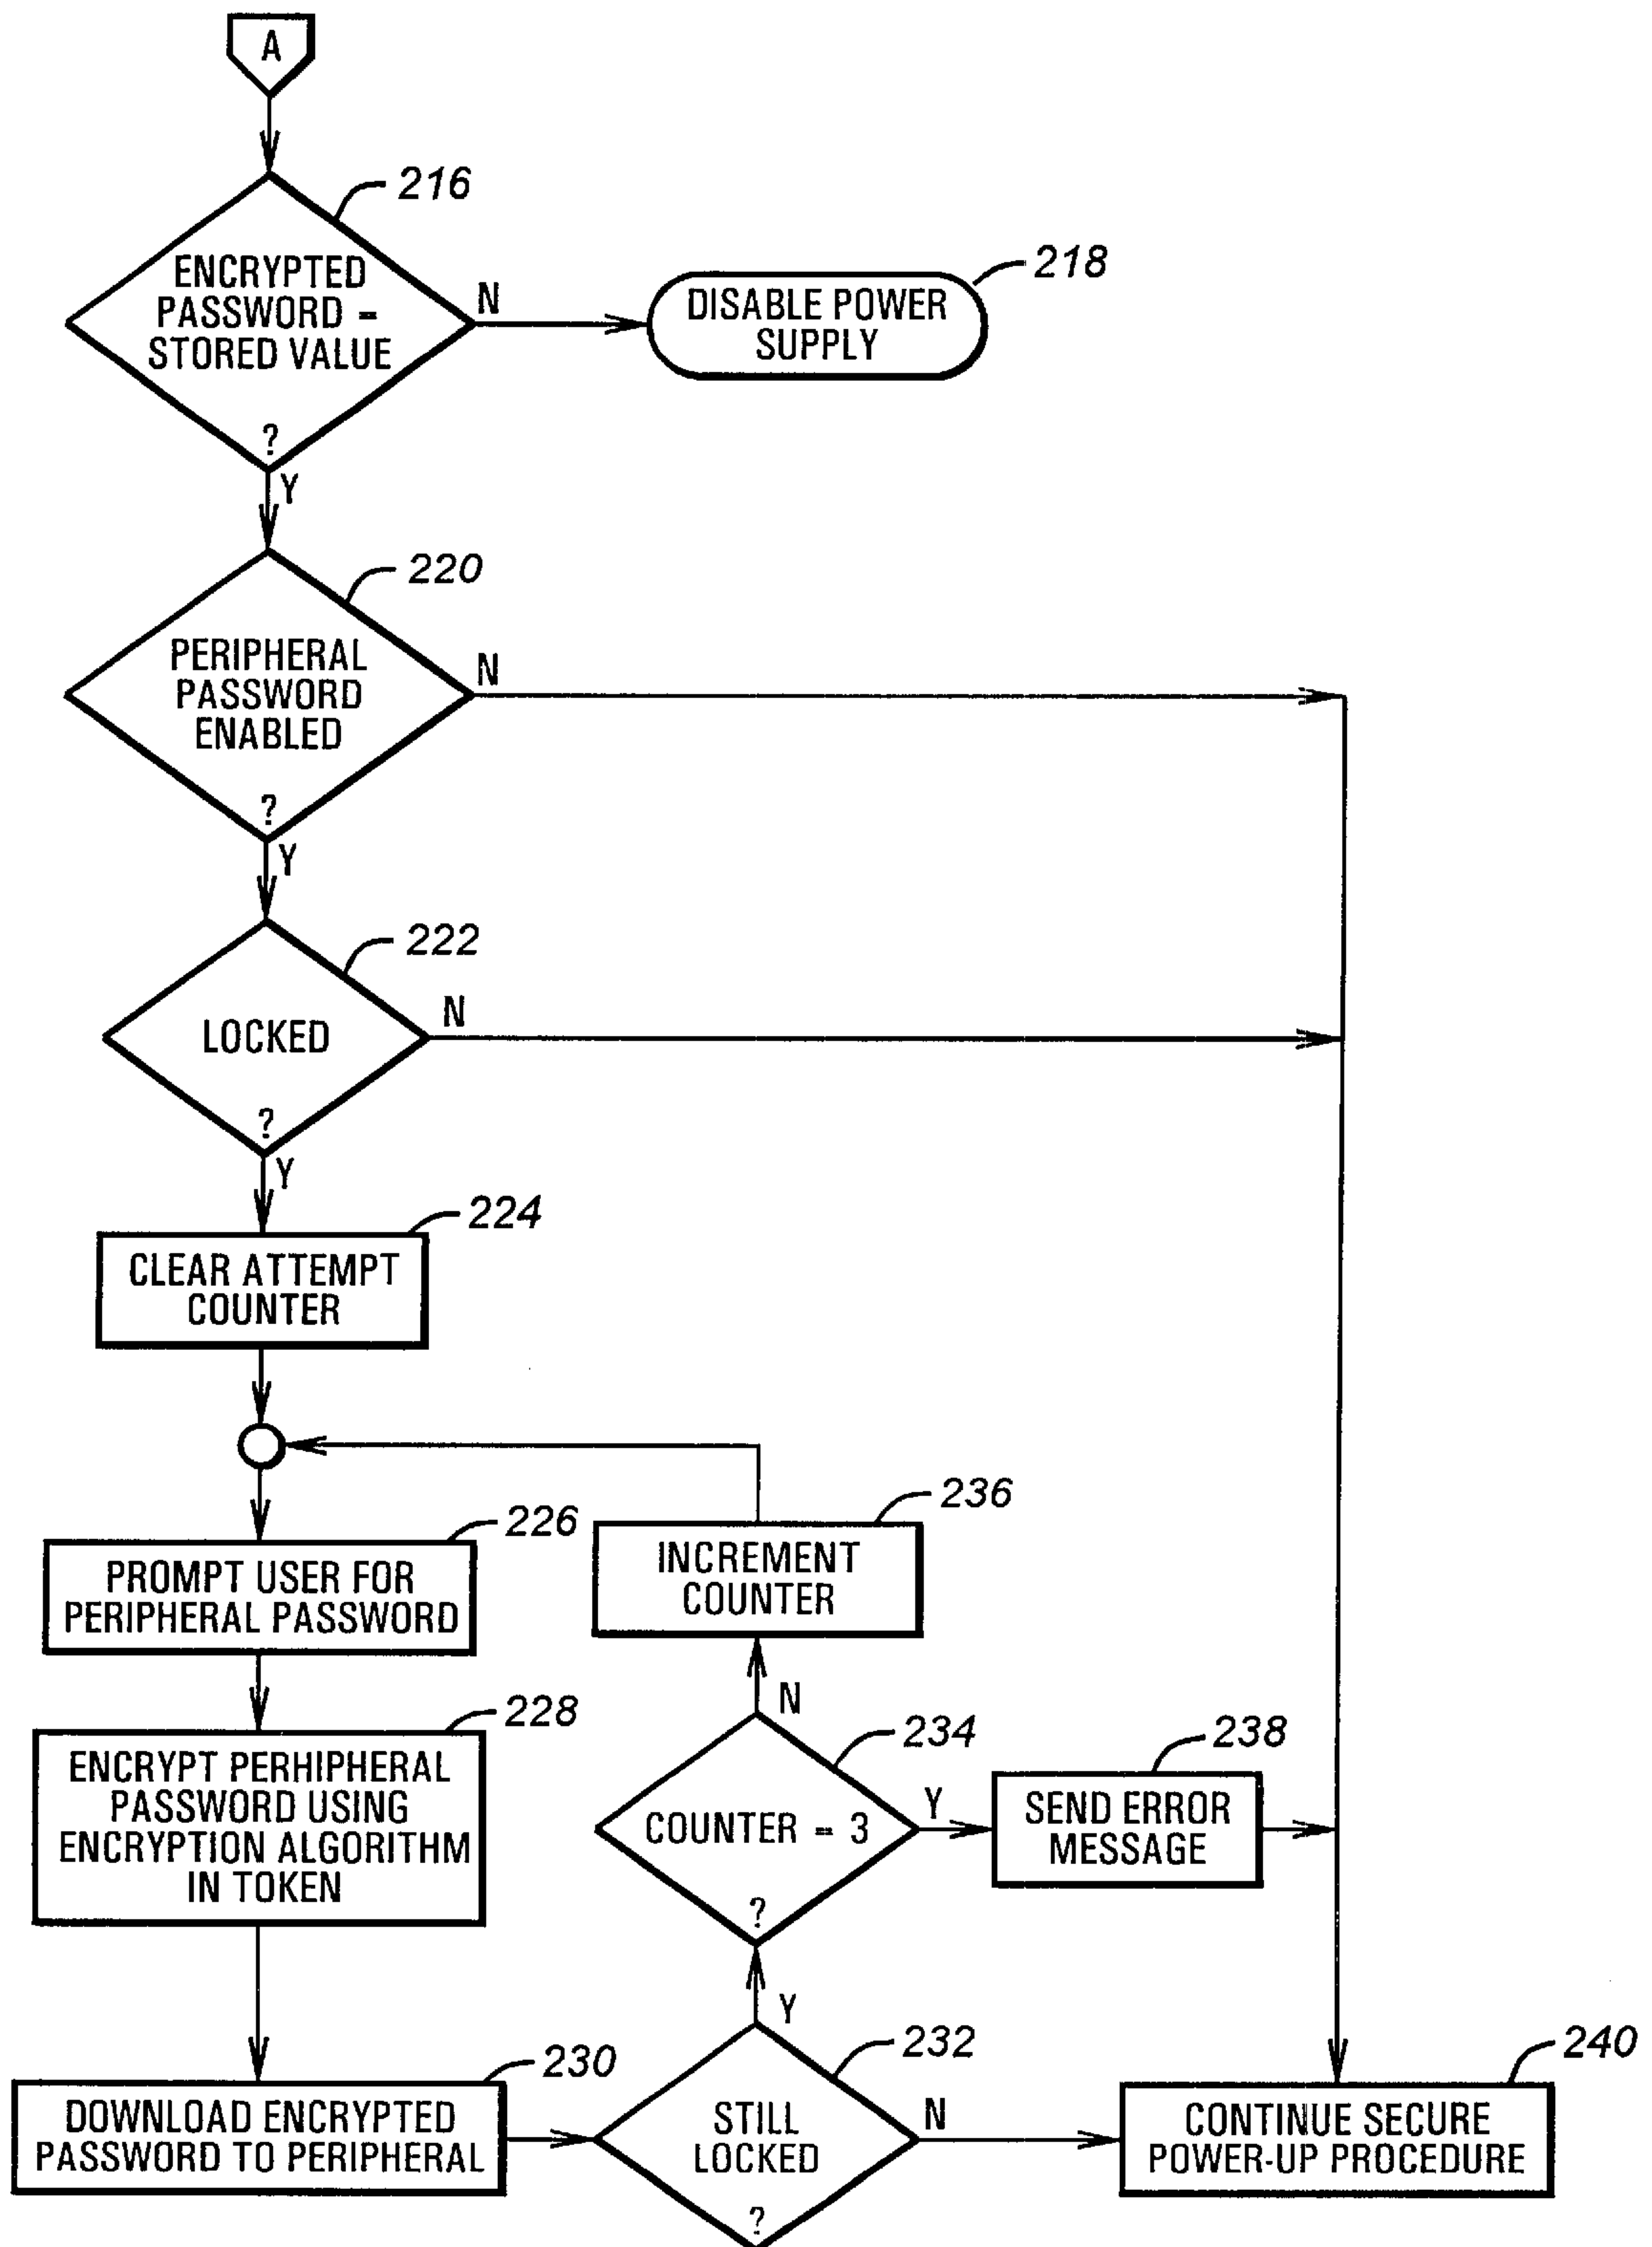 A
216
ENCRYPTED
PASSWORD =
STORED VALUE
?
N
Y
DISABLE POWER
SUPPLY
218
220
PERIPHERAL
PASSWORD
ENABLED
?
N
Y
222
LOCKED
?
N
Y
224
CLEAR ATTEMPT
COUNTER
226
PROMPT USER FOR
PERIPHERAL PASSWORD
236
INCREMENT
COUNTER
228
ENCRYPT PERHIPHERAL
PASSWORD USING
ENCRYPTION ALGORITHM
IN TOKEN
N
234
COUNTER = 3
?
Y
238
SEND ERROR
MESSAGE
230
DOWNLOAD ENCRYPTED
PASSWORD TO PERIPHERAL
Y
232
STILL
LOCKED
?
N
240
CONTINUE SECURE
POWER-UP PROCEDURE